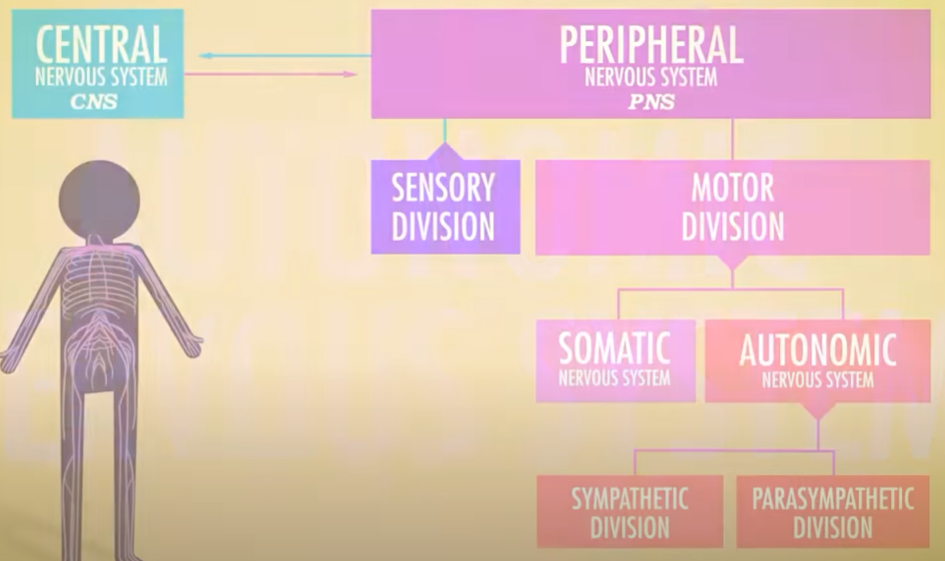 CENTRAL
NERVOUS SYSTEM
CNS
PERIPHERAL
NERVOUS SYSTEM
PNS
SENSORY
DIVISION
MOTOR
DIVISION
SOMATIC
NERVOUS SYSTEM
AUTONOMIC
NERVOUS SYSTEM
SYMPATHETIC
DIVISION
PARASYMPATHETIC
DIVISION